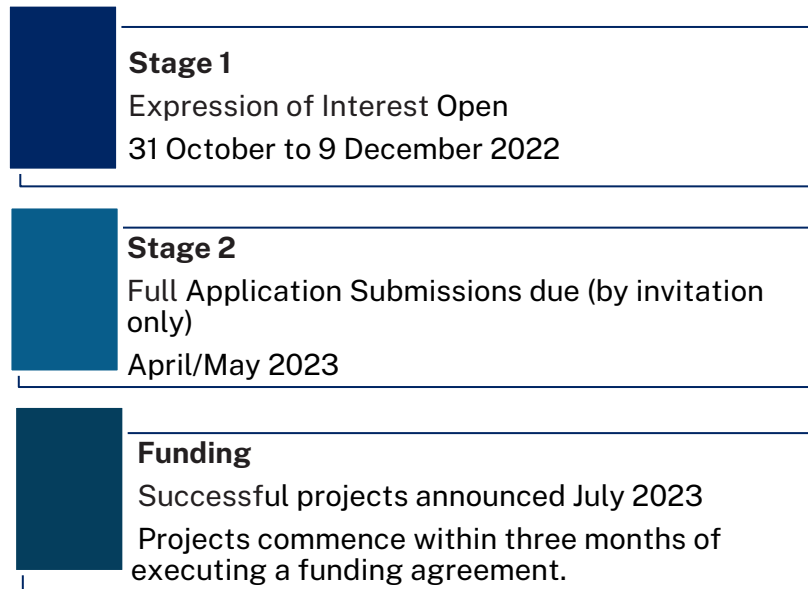 Stage 1
Expression of Interest Open
31 October to 9 December 2022
Stage 2
Full Application Submissions due (by invitation
only)
April/May 2023
Funding
Successful projects announced July 2023
Projects commence within three months of
executing a funding agreement.